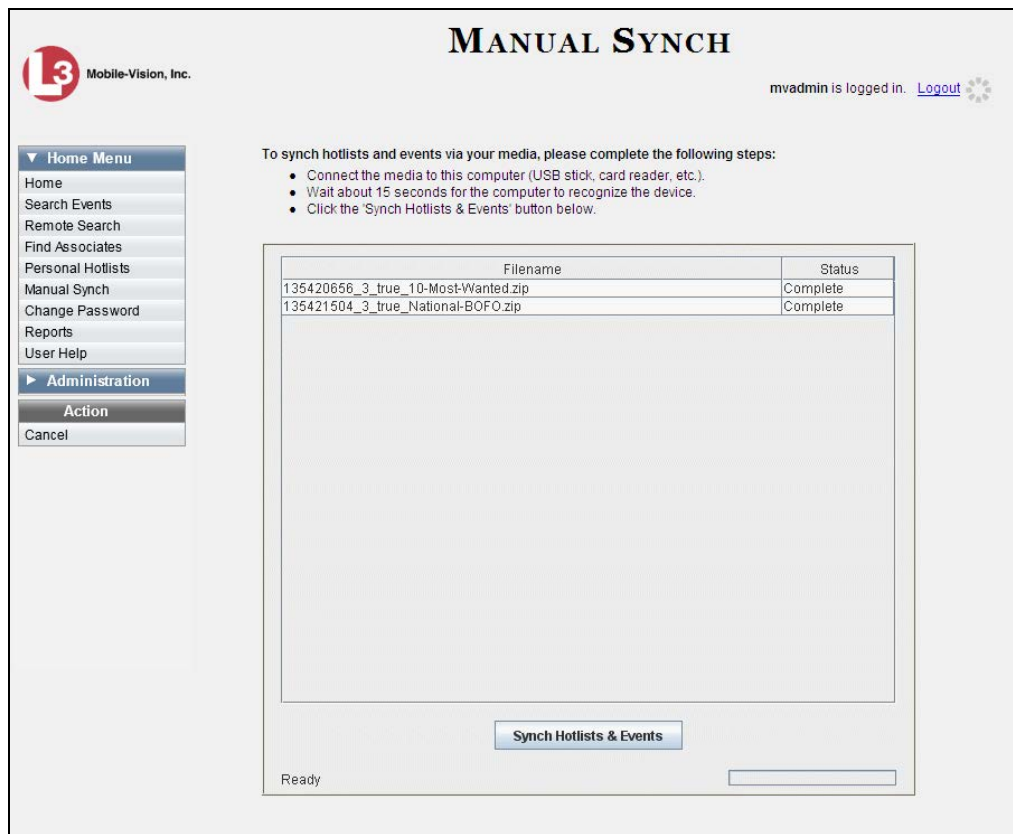 MANUAL SYNCH
L3 Mobile-Vision, Inc.
mvadmin is logged in. Logout
▼ Home Menu
Home
Search Events
Remote Search
Find Associates
Personal Hotlists
Manual Synch
Change Password
Reports
User Help
► Administration
Action
Cancel
To synch hotlists and events via your media, please complete the following steps:
• Connect the media to this computer (USB stick, card reader, etc.).
• Wait about 15 seconds for the computer to recognize the device.
• Click the 'Synch Hotlists & Events' button below.
Filename Status
135420656_3_true_10-Most-Wanted.zip Complete
135421504_3_true_National-BOFO.zip Complete
Synch Hotlists & Events
Ready